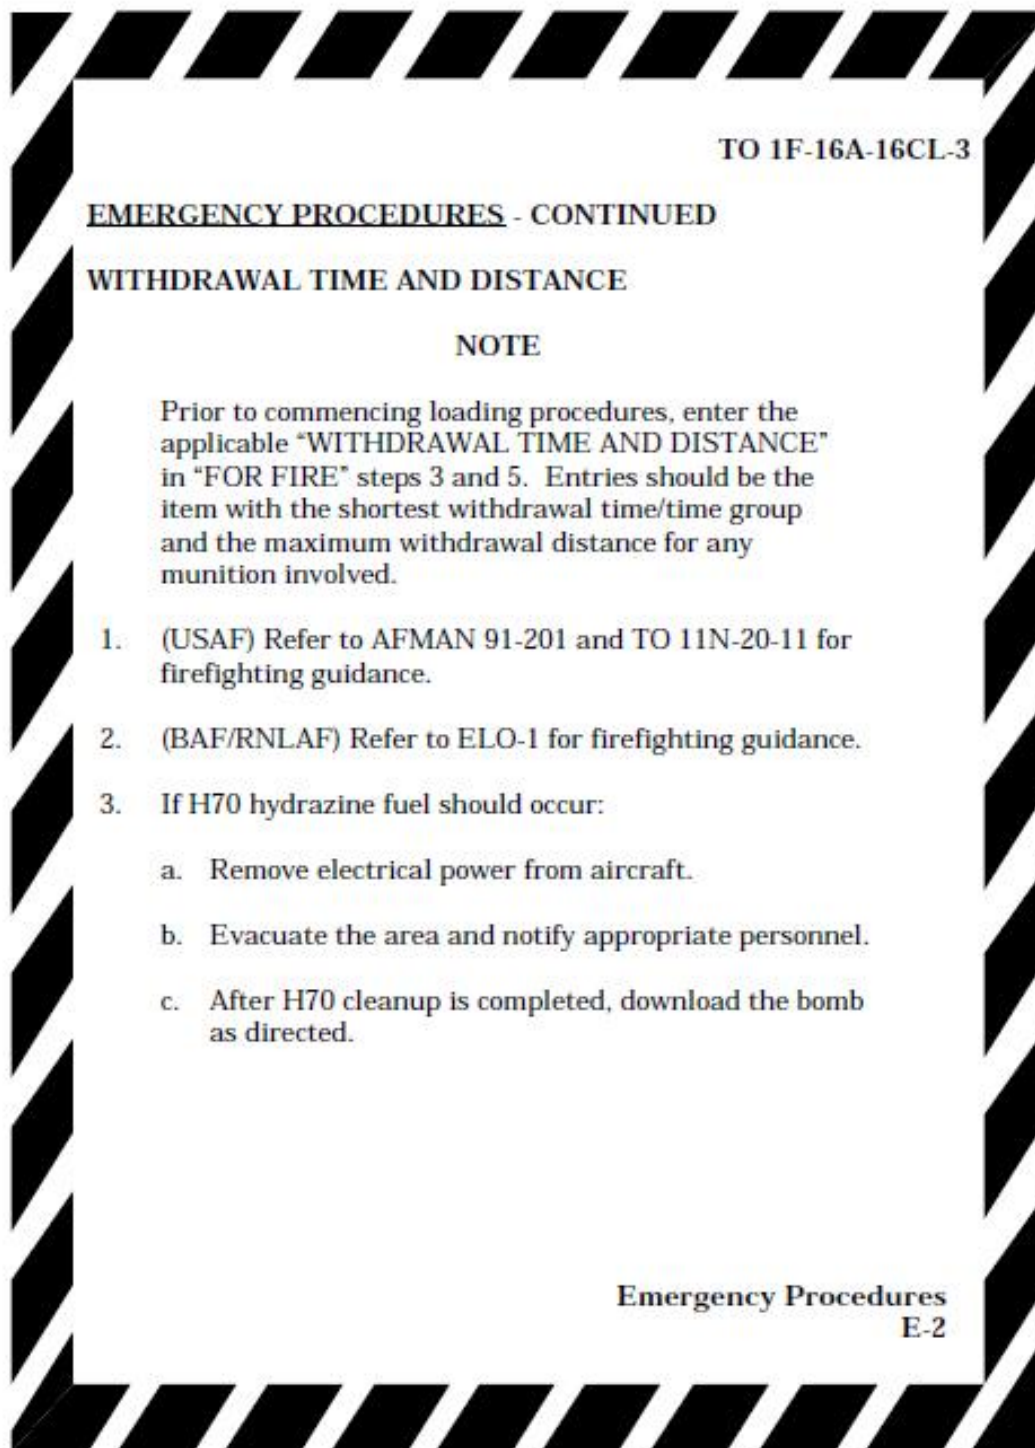 TO 1F-16A-16CL-3
EMERGENCY PROCEDURES - CONTINUED
WITHDRAWAL TIME AND DISTANCE
NOTE
Prior to commencing loading procedures, enter the
applicable “WITHDRAWAL TIME AND DISTANCE”
in “FOR FIRE” steps 3 and 5. Entries should be the
item with the shortest withdrawal time/time group
and the maximum withdrawal distance for any
munition involved.
1. (USAF) Refer to AFMAN 91-201 and TO 11N-20-11 for
firefighting guidance.
2. (BAF/RNLAF) Refer to ELO-1 for firefighting guidance.
3. If H70 hydrazine fuel should occur:
a. Remove electrical power from aircraft.
b. Evacuate the area and notify appropriate personnel.
c. After H70 cleanup is completed, download the bomb
as directed.
Emergency Procedures
E-2